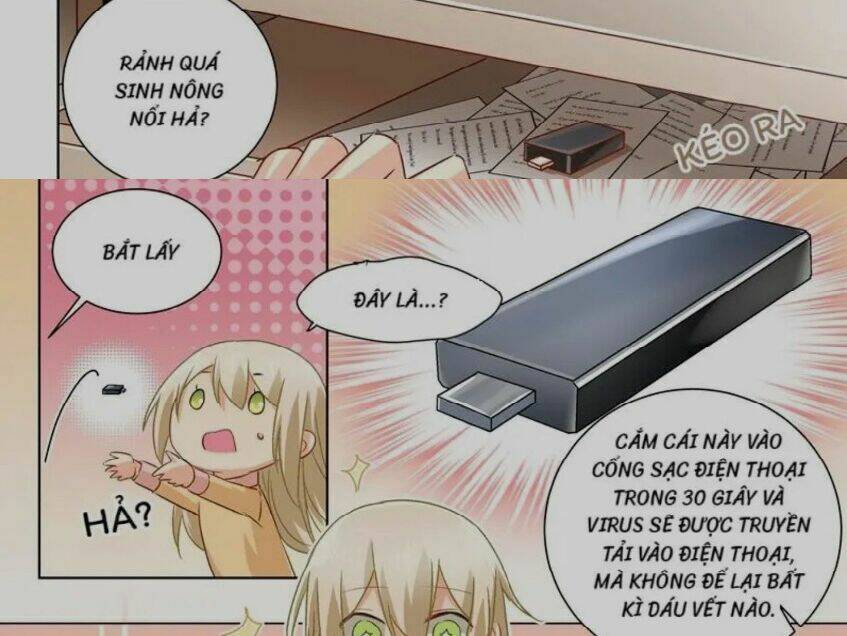 RẢNH QUÁ
SINH NÔNG
NỔI HẢ?
KÉO RA
BẮT LẤY
ĐÂY LÀ...?
HẢ?
CẮM CÁI NÀY VÀO
CỔNG SẠC ĐIỆN THOẠI
TRONG 30 GIÂY VÀ
VIRUS SẼ ĐƯỢC TRUYỀN
TẢI VÀO ĐIỆN THOẠI,
MÀ KHÔNG ĐỂ LẠI BẤT
KÌ DÁU VẾT NÀO.